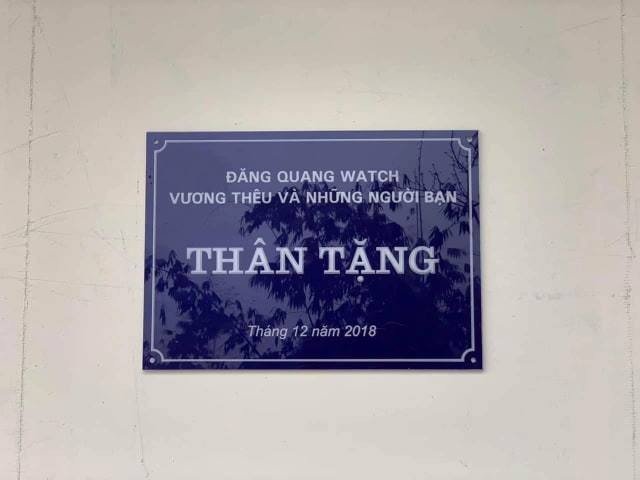 ĐĂNG QUANG WATCH
VƯƠNG THÊU VÀ NHỮNG NGƯỜI BẠN
THÂN TẶNG
Tháng 12 năm 2018